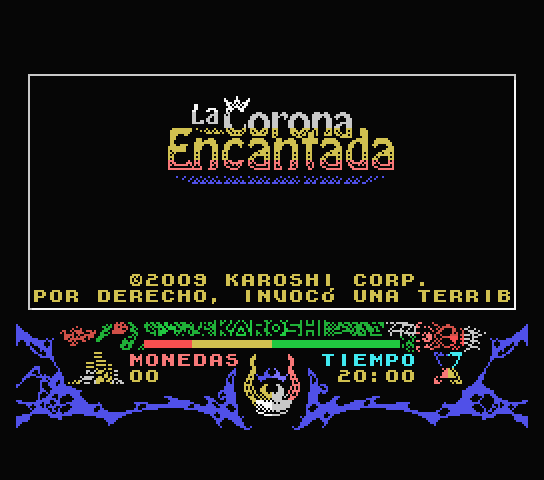 La Corona
Encantada
©2009 KAROSHI CORP.
POR DERECHO, INVOCÓ UNA TERRIB
KAROSHI
MONEDAS TIEMPO
00 20:00